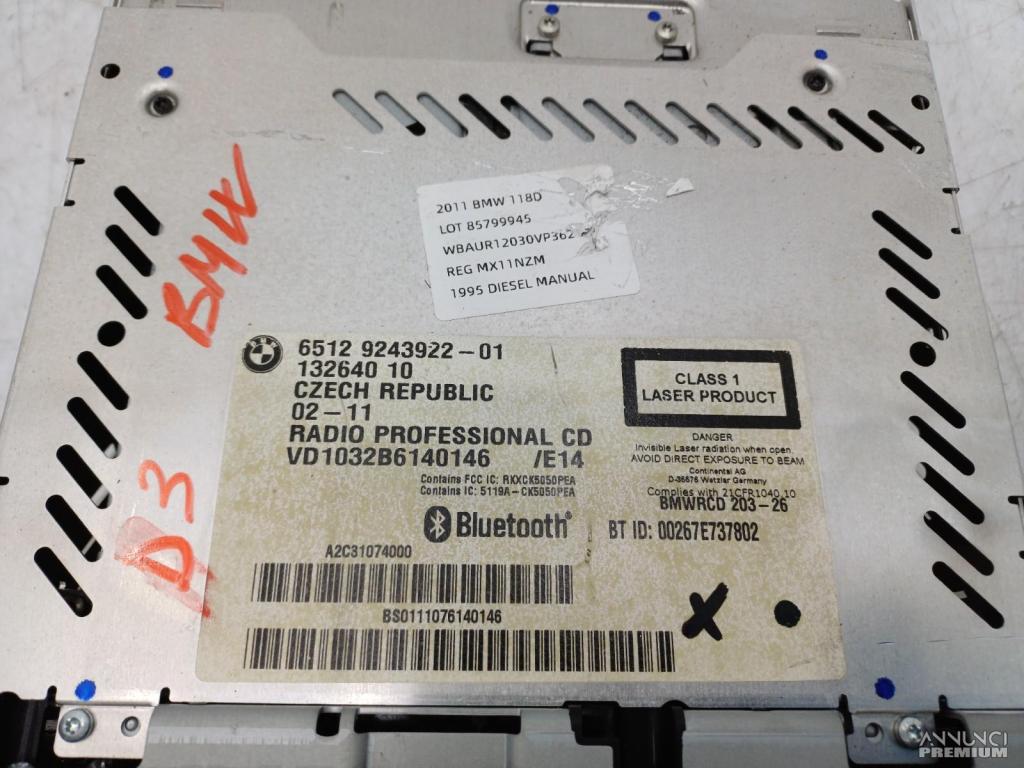 2011 BMW 118D
LOT 85799945
WBAUR12030VP362
REG MX11NZM
1995 DIESEL MANUAL
BMW
D3
BMW
6512 9243922-01
132640 10
CZECH REPUBLIC
02-11
RADIO PROFESSIONAL CD
VD1032B6140146 /E14
Contains FCC IC: RXXCK5050PEA
Contains IC: 5119A-CK5050PEA
Bluetooth®
A2C31074000
BS0111076140146
CLASS 1
LASER PRODUCT
DANGER
Invisible Laser radiation when open.
AVOID DIRECT EXPOSURE TO BEAM
Continental AG
D-35576 Wetzlar Germany
Complies with 21CFR1040.10
BMWRCD 203-26
BT ID: 00267E737802
X
ANNUNCI
PREMIUM